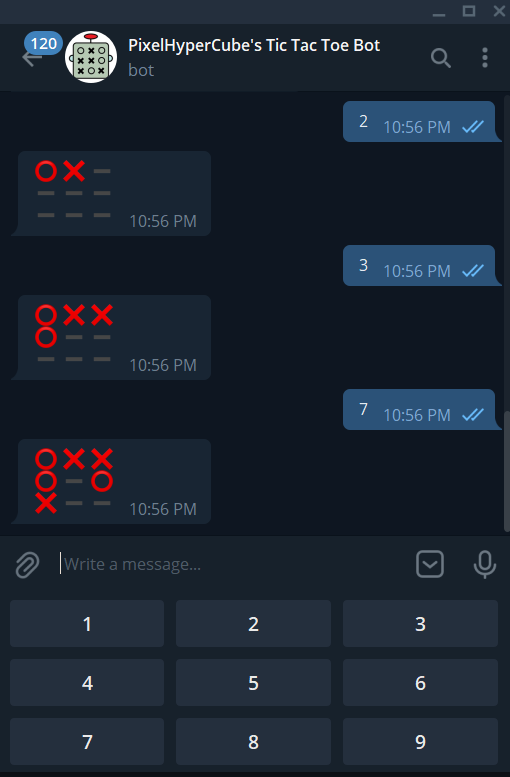 120
PixelHyperCube's Tic Tac Toe Bot
bot
2 10:56 PM
⭕❌➖
➖➖➖
➖➖➖ 10:56 PM
3 10:56 PM
⭕❌❌
⭕➖➖
➖➖➖ 10:56 PM
7 10:56 PM
⭕❌❌
⭕➖⭕
❌➖➖ 10:56 PM
Write a message...
1 2 3
4 5 6
7 8 9